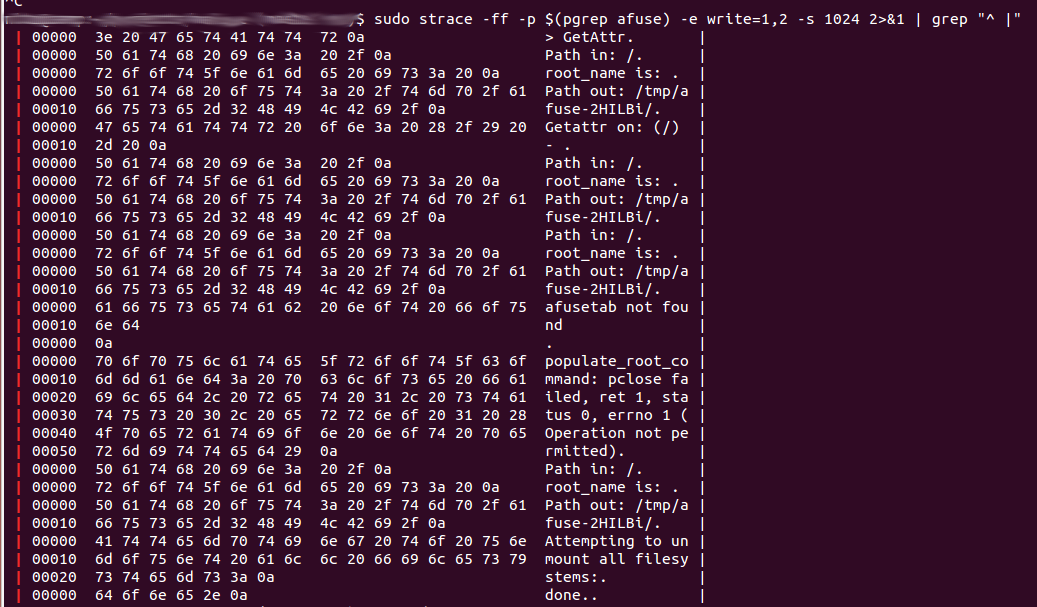 ^C
$ sudo strace -ff -p $(pgrep afuse) -e write=1,2 -s 1024 2>&1 | grep "^ |"
| 00000  3e 20 47 65 74 41 74 74  72 0a                    > GetAttr.       |
| 00000  50 61 74 68 20 69 6e 3a  20 2f 0a                 Path in: /.      |
| 00000  72 6f 6f 74 5f 6e 61 6d  65 20 69 73 3a 20 0a     root_name is: .  |
| 00000  50 61 74 68 20 6f 75 74  3a 20 2f 74 6d 70 2f 61  Path out: /tmp/a |
| 00010  66 75 73 65 2d 32 48 49  4c 42 69 2f 0a           fuse-2HILBi/.    |
| 00000  47 65 74 61 74 74 72 20  6f 6e 3a 20 28 2f 29 20  Getattr on: (/)  |
| 00010  2d 20 0a                                          - .              |
| 00000  50 61 74 68 20 69 6e 3a  20 2f 0a                 Path in: /.      |
| 00000  72 6f 6f 74 5f 6e 61 6d  65 20 69 73 3a 20 0a     root_name is: .  |
| 00000  50 61 74 68 20 6f 75 74  3a 20 2f 74 6d 70 2f 61  Path out: /tmp/a |
| 00010  66 75 73 65 2d 32 48 49  4c 42 69 2f 0a           fuse-2HILBi/.    |
| 00000  50 61 74 68 20 69 6e 3a  20 2f 0a                 Path in: /.      |
| 00000  72 6f 6f 74 5f 6e 61 6d  65 20 69 73 3a 20 0a     root_name is: .  |
| 00000  50 61 74 68 20 6f 75 74  3a 20 2f 74 6d 70 2f 61  Path out: /tmp/a |
| 00010  66 75 73 65 2d 32 48 49  4c 42 69 2f 0a           fuse-2HILBi/.    |
| 00000  61 66 75 73 65 74 61 62  20 6e 6f 74 20 66 6f 75  afusetab not fou |
| 00010  6e 64                                             nd               |
| 00000  0a                                                .                |
| 00000  70 6f 70 75 6c 61 74 65  5f 72 6f 6f 74 5f 63 6f  populate_root_co |
| 00010  6d 6d 61 6e 64 3a 20 70  63 6c 6f 73 65 20 66 61  mmand: pclose fa |
| 00020  69 6c 65 64 2c 20 72 65  74 20 31 2c 20 73 74 61  iled, ret 1, sta |
| 00030  74 75 73 20 30 2c 20 65  72 72 6e 6f 20 31 20 28  tus 0, errno 1 ( |
| 00040  4f 70 65 72 61 74 69 6f  6e 20 6e 6f 74 20 70 65  Operation not pe |
| 00050  72 6d 69 74 74 65 64 29  0a                       rmitted).        |
| 00000  50 61 74 68 20 69 6e 3a  20 2f 0a                 Path in: /.      |
| 00000  72 6f 6f 74 5f 6e 61 6d  65 20 69 73 3a 20 0a     root_name is: .  |
| 00000  50 61 74 68 20 6f 75 74  3a 20 2f 74 6d 70 2f 61  Path out: /tmp/a |
| 00010  66 75 73 65 2d 32 48 49  4c 42 69 2f 0a           fuse-2HILBi/.    |
| 00000  41 74 74 65 6d 70 74 69  6e 67 20 74 6f 20 75 6e  Attempting to un |
| 00010  6d 6f 75 6e 74 20 61 6c  6c 20 66 69 6c 65 73 79  mount all filesy |
| 00020  73 74 65 6d 73 3a 0a                              stems:.          |
| 00000  64 6f 6e 65 2e 0a                                 done..           |